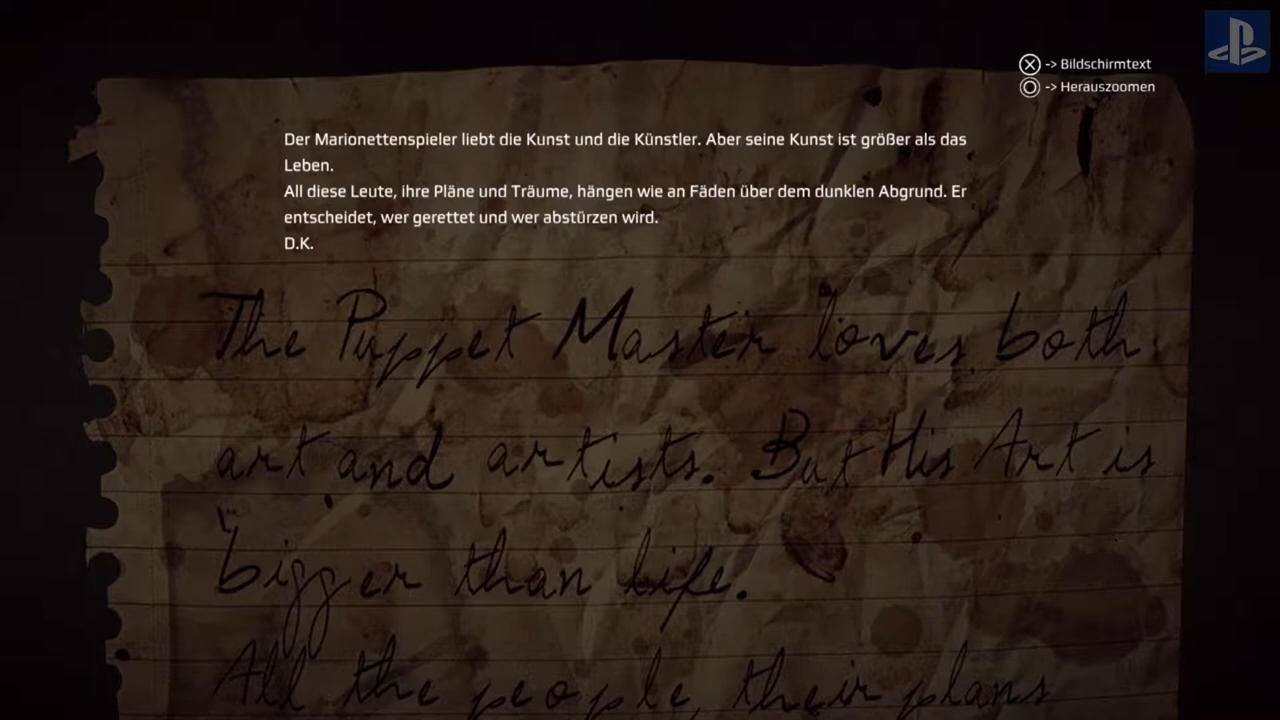 -> Bildschirmtext
-> Herauszoomen
Der Marionettenspieler liebt die Kunst und die Künstler. Aber seine Kunst ist größer als das
Leben.
All diese Leute, ihre Pläne und Träume, hängen wie an Fäden über dem dunklen Abgrund. Er
entscheidet, wer gerettet und wer abstürzen wird.
D.K.
The Puppet Master loves both
art and artists. But His Art is
bigger than life.
All the people, their plans